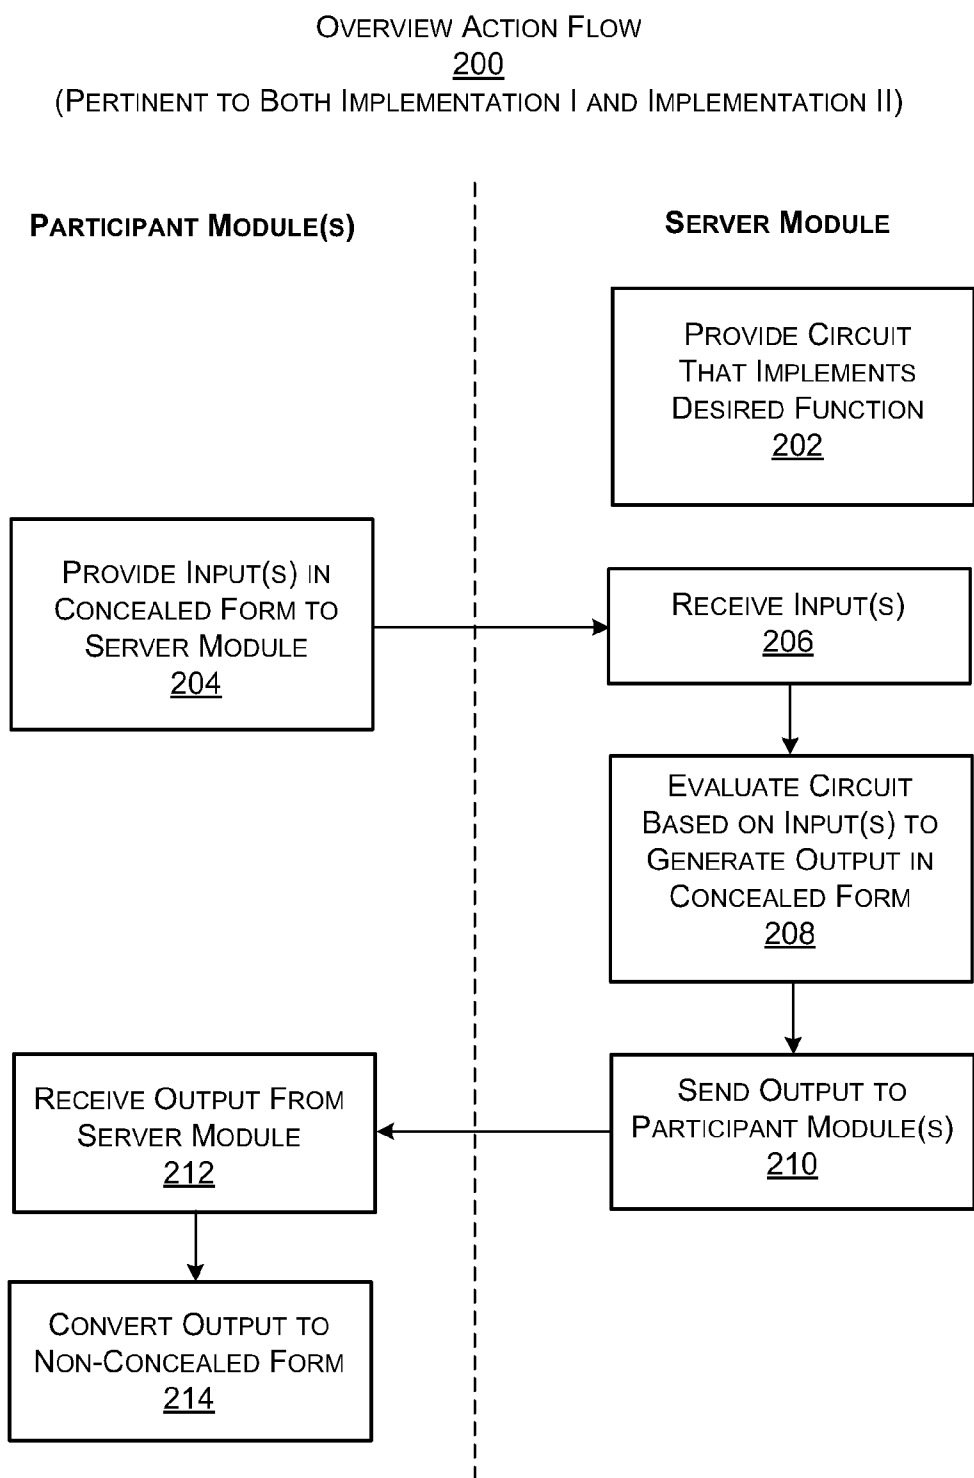 OVERVIEW ACTION FLOW
200
(PERTINENT TO BOTH IMPLEMENTATION I AND IMPLEMENTATION II)
PARTICIPANT MODULE(S)
SERVER MODULE
PROVIDE CIRCUIT
THAT IMPLEMENTS
DESIRED FUNCTION
202
PROVIDE INPUT(S) IN
CONCEALED FORM TO
SERVER MODULE
204
RECEIVE INPUT(S)
206
EVALUATE CIRCUIT
BASED ON INPUT(S) TO
GENERATE OUTPUT IN
CONCEALED FORM
208
SEND OUTPUT TO
PARTICIPANT MODULE(S)
210
RECEIVE OUTPUT FROM
SERVER MODULE
212
CONVERT OUTPUT TO
NON-CONCEALED FORM
214